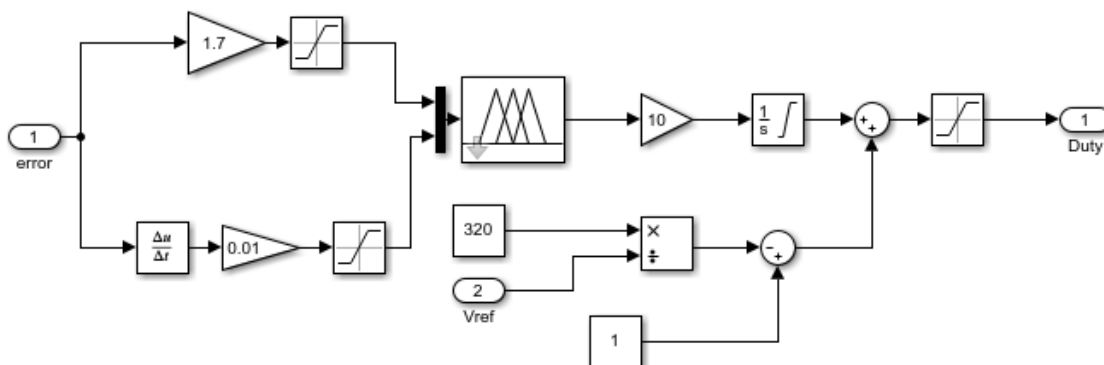 1.7
1
error
Δu
Δt
0.01
10
1
s
+
+
1
Duty
320
×
÷
2
Vref
-
+
1